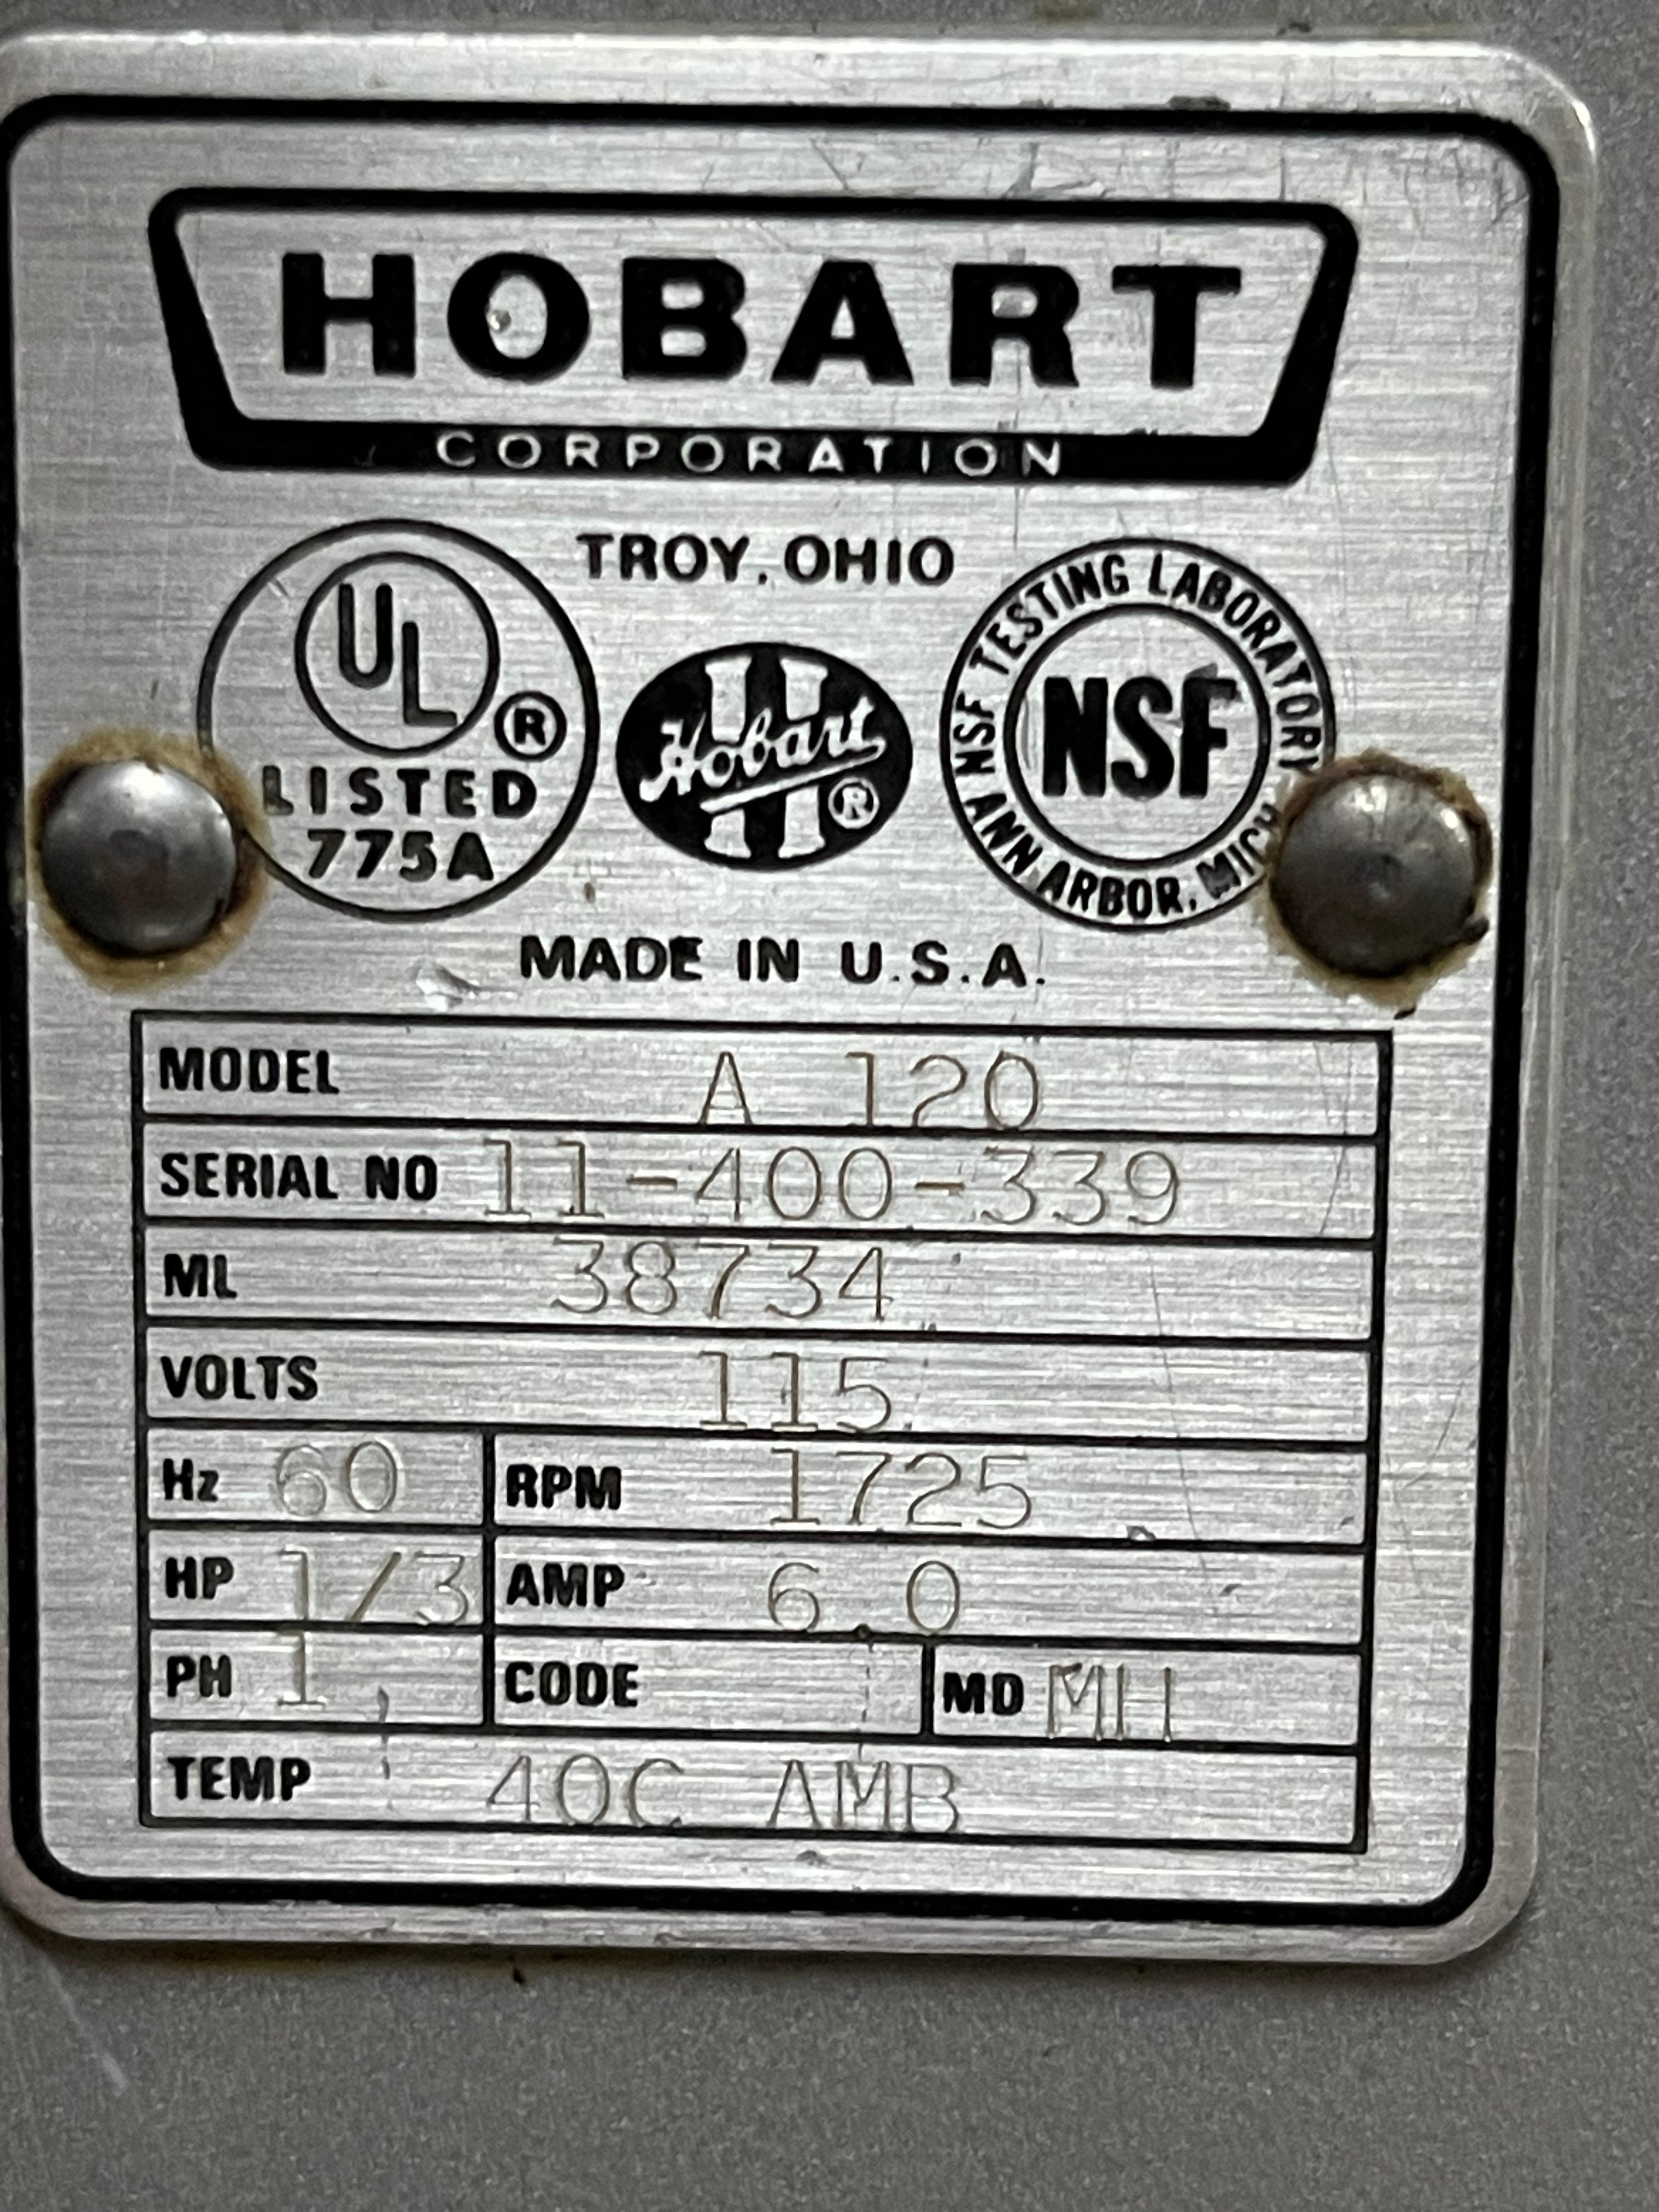 HOBART
CORPORATION
TROY, OHIO
UL ®
LISTED
775A
Hobart ®
NSF TESTING LABORATORY
NSF
ANN ARBOR, MICH
MADE IN U.S.A.
MODEL A 120
SERIAL NO 11-400-339
ML 38734
VOLTS 115
Hz 60 RPM 1725
HP 1/3 AMP 6.0
PH 1 CODE MD MH
TEMP 40C AMB